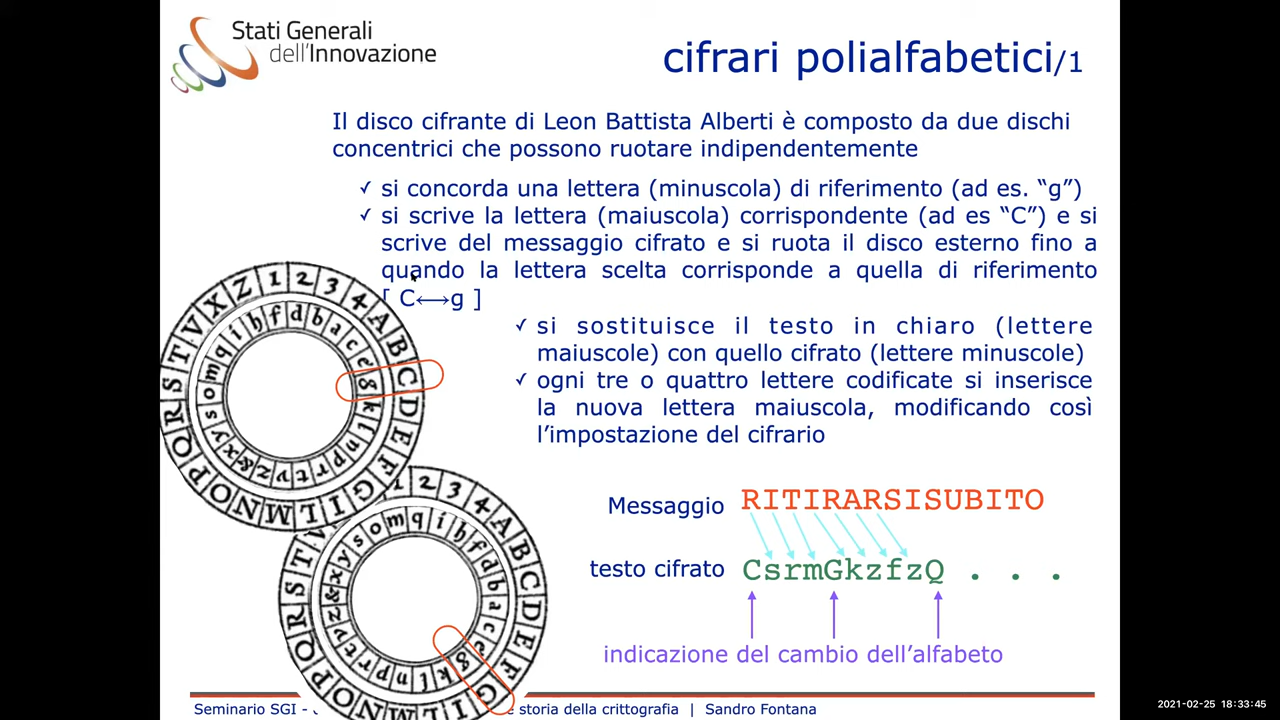 Stati Generali
dell'Innovazione
cifrari polialfabetici/1
Il disco cifrante di Leon Battista Alberti è composto da due dischi
concentrici che possono ruotare indipendentemente
✓ si concorda una lettera (minuscola) di riferimento (ad es. “g”)
✓ si scrive la lettera (maiuscola) corrispondente (ad es “C”) e si
scrive del messaggio cifrato e si ruota il disco esterno fino a
quando la lettera scelta corrisponde a quella di riferimento
[ C⟷g ]
✓ si sostituisce il testo in chiaro (lettere
maiuscole) con quello cifrato (lettere minuscole)
✓ ogni tre o quattro lettere codificate si inserisce
la nuova lettera maiuscola, modificando così
l’impostazione del cifrario
Messaggio RITIRARSISUBITO
testo cifrato CsrmGkzfzQ . . .
indicazione del cambio dell’alfabeto
Seminario SGI - e storia della crittografia | Sandro Fontana
2021-02-25 18:33:45